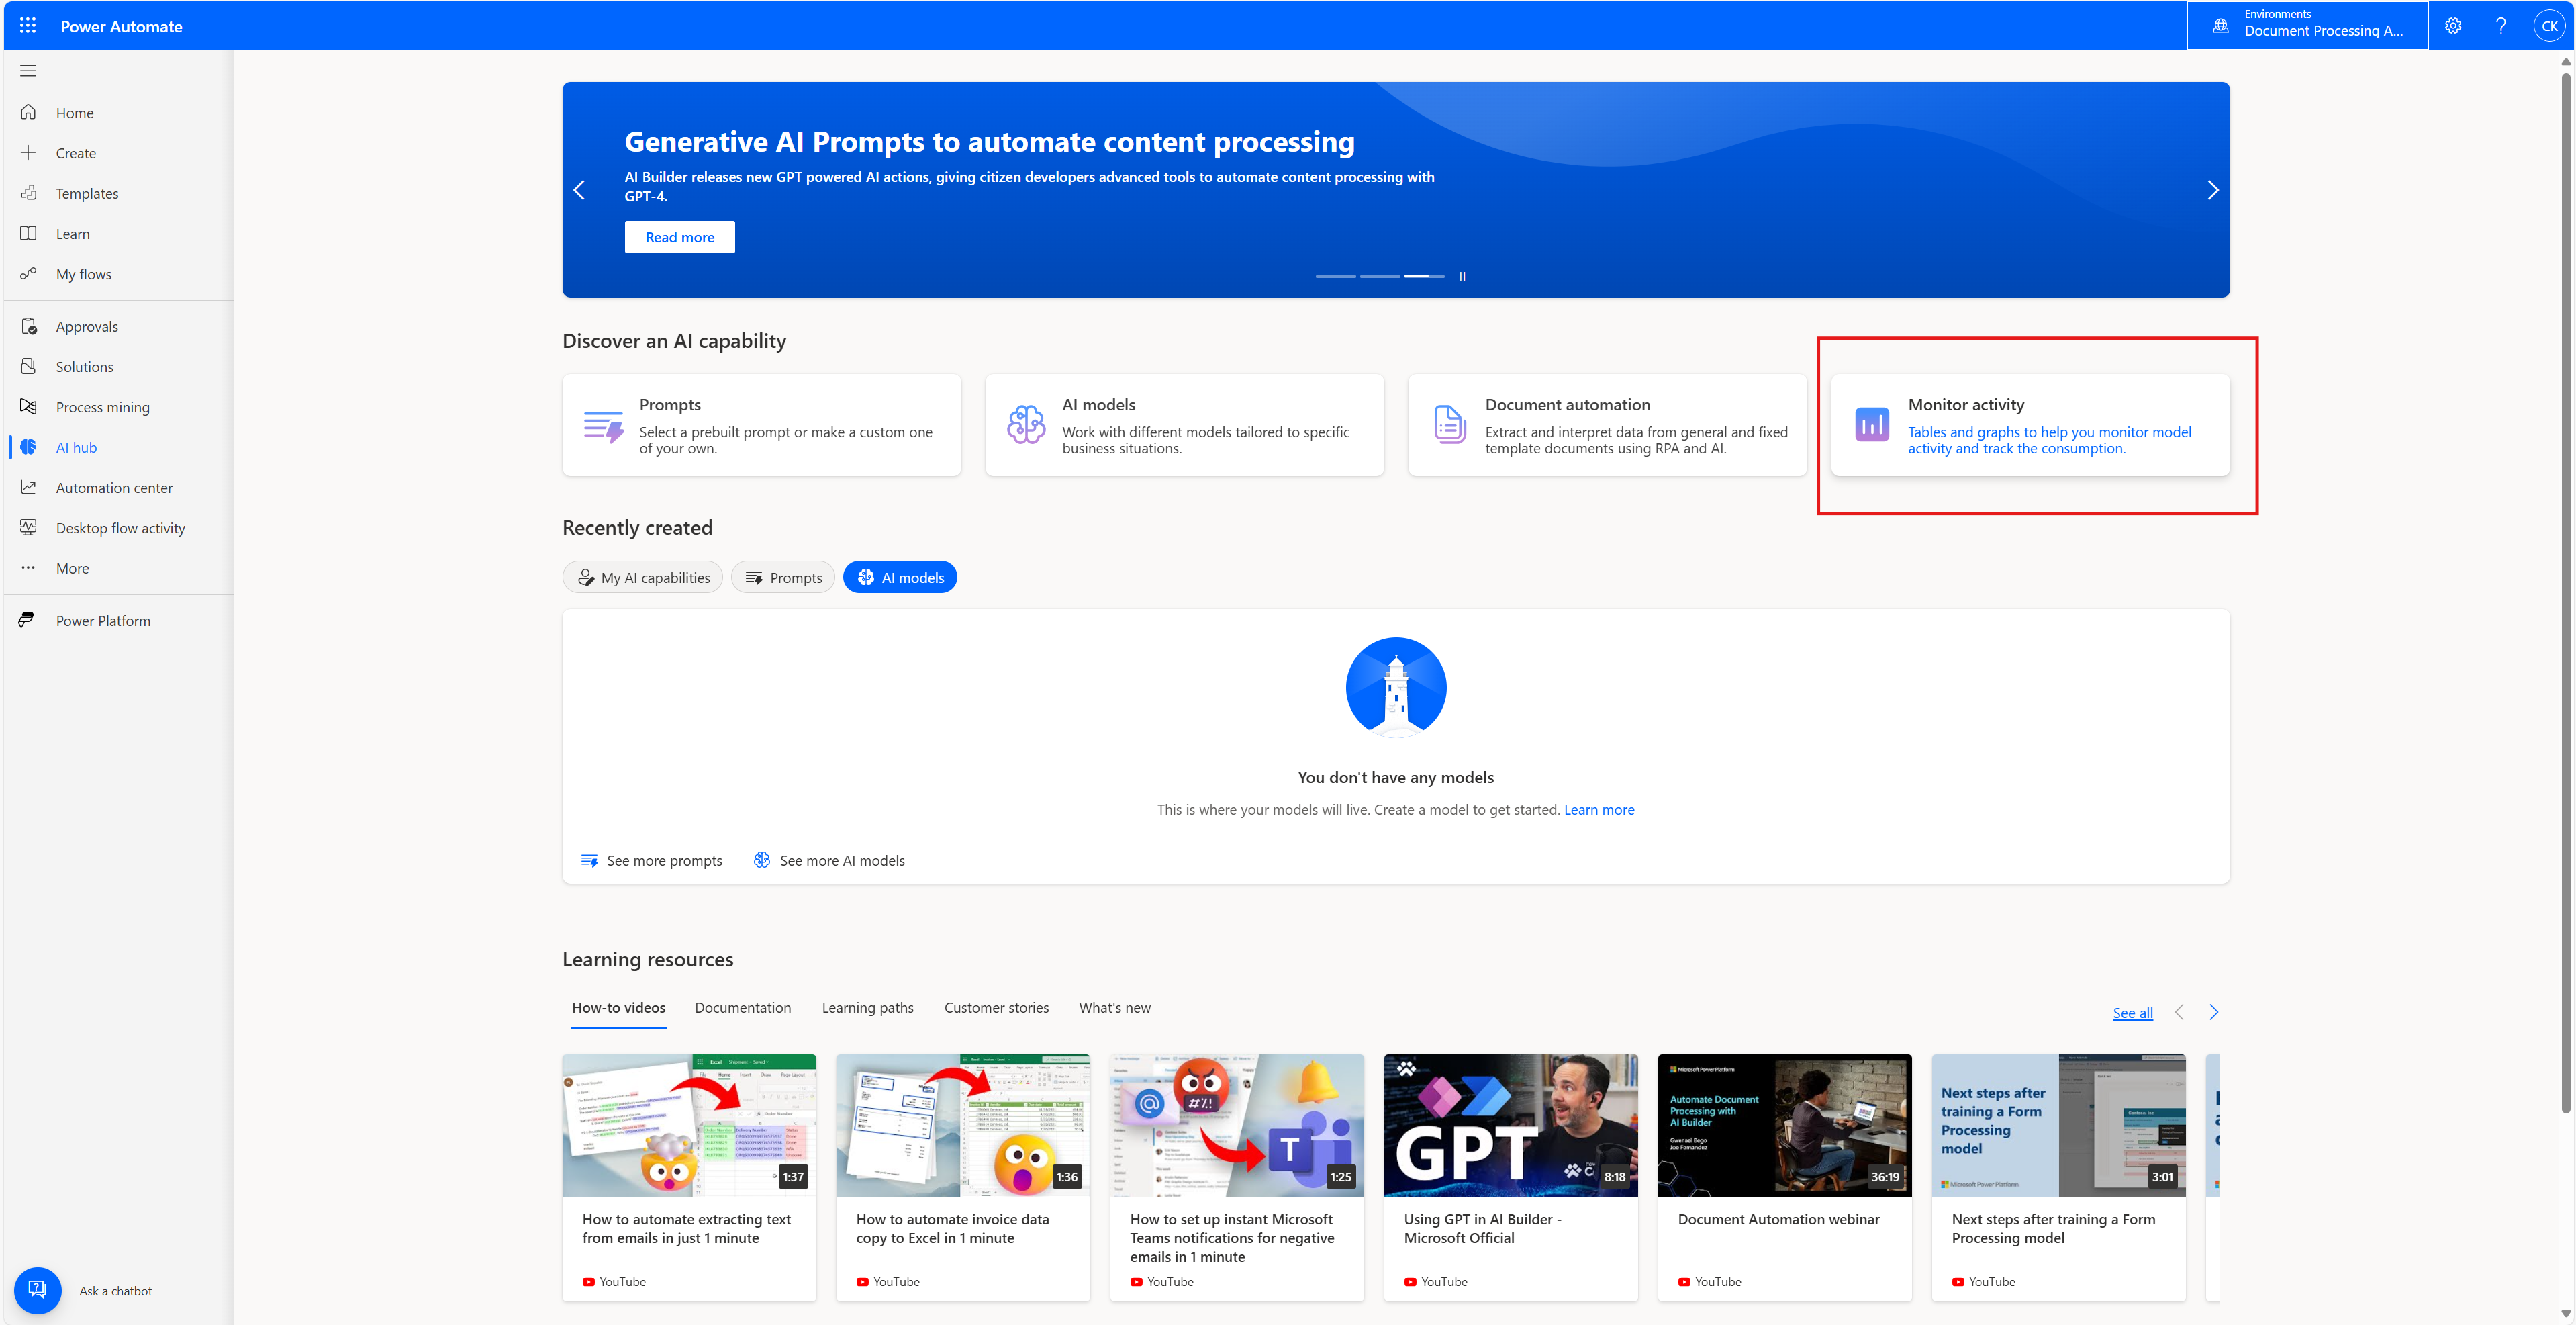 Power Automate
Environments
Document Processing A...
?
CK
Home
Create
Templates
Learn
My flows
Approvals
Solutions
Process mining
AI hub
Automation center
Desktop flow activity
More
Power Platform
Ask a chatbot
Generative AI Prompts to automate content processing
AI Builder releases new GPT powered AI actions, giving citizen developers advanced tools to automate content processing with
GPT-4.
Read more
Discover an AI capability
Prompts
Select a prebuilt prompt or make a custom one
of your own.
AI models
Work with different models tailored to specific
business situations.
Document automation
Extract and interpret data from general and fixed
template documents using RPA and AI.
Monitor activity
Tables and graphs to help you monitor model
activity and track the consumption.
Recently created
My AI capabilities
Prompts
AI models
You don't have any models
This is where your models will live. Create a model to get started. Learn more
See more prompts
See more AI models
Learning resources
How-to videos
Documentation
Learning paths
Customer stories
What's new
See all
1:37
How to automate extracting text
from emails in just 1 minute
YouTube
1:36
How to automate invoice data
copy to Excel in 1 minute
YouTube
@
#?!
T
1:25
How to set up instant Microsoft
Teams notifications for negative
emails in 1 minute
YouTube
GPT
8:18
Using GPT in AI Builder -
Microsoft Official
YouTube
Microsoft Power Platform
Automate Document
Processing with
AI Builder
Gwenael Bego
Joe Fernandez
36:19
Document Automation webinar
YouTube
Next steps after
training a Form
Processing
model
Microsoft Power Platform
3:01
Next steps after training a Form
Processing model
YouTube